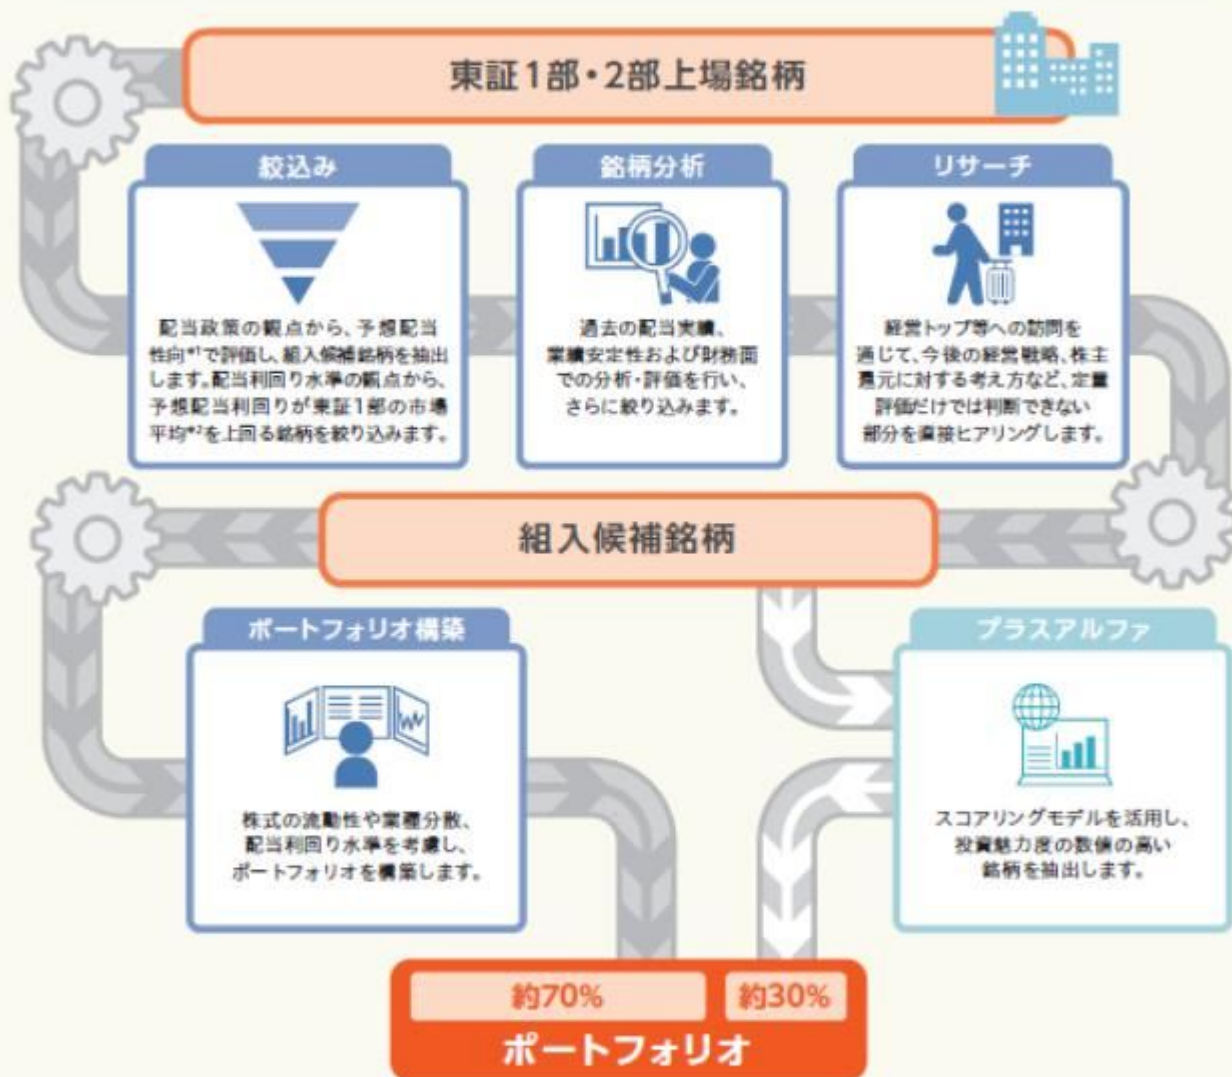 東証1部・2部上場銘柄
絞込み
配当政策の観点から、予想配当
性向*1で評価し、組入候補銘柄を抽出
します。配当利回り水準の観点から、
予想配当利回りが東証1部の市場
平均*2を上回る銘柄を絞り込みます。
銘柄分析
過去の配当実績、
業績安定性および財務面
での分析・評価を行い、
さらに絞り込みます。
リサーチ
経営トップ等への訪問を
通じて、今後の経営戦略、株主
還元に対する考え方など、定量
評価だけでは判断できない
部分を直接ヒアリングします。
組入候補銘柄
ポートフォリオ構築
株式の流動性や業種分散、
配当利回り水準を考慮し、
ポートフォリオを構築します。
プラスアルファ
スコアリングモデルを活用し、
投資魅力度の数値の高い
銘柄を抽出します。
約70%
約30%
ポートフォリオ